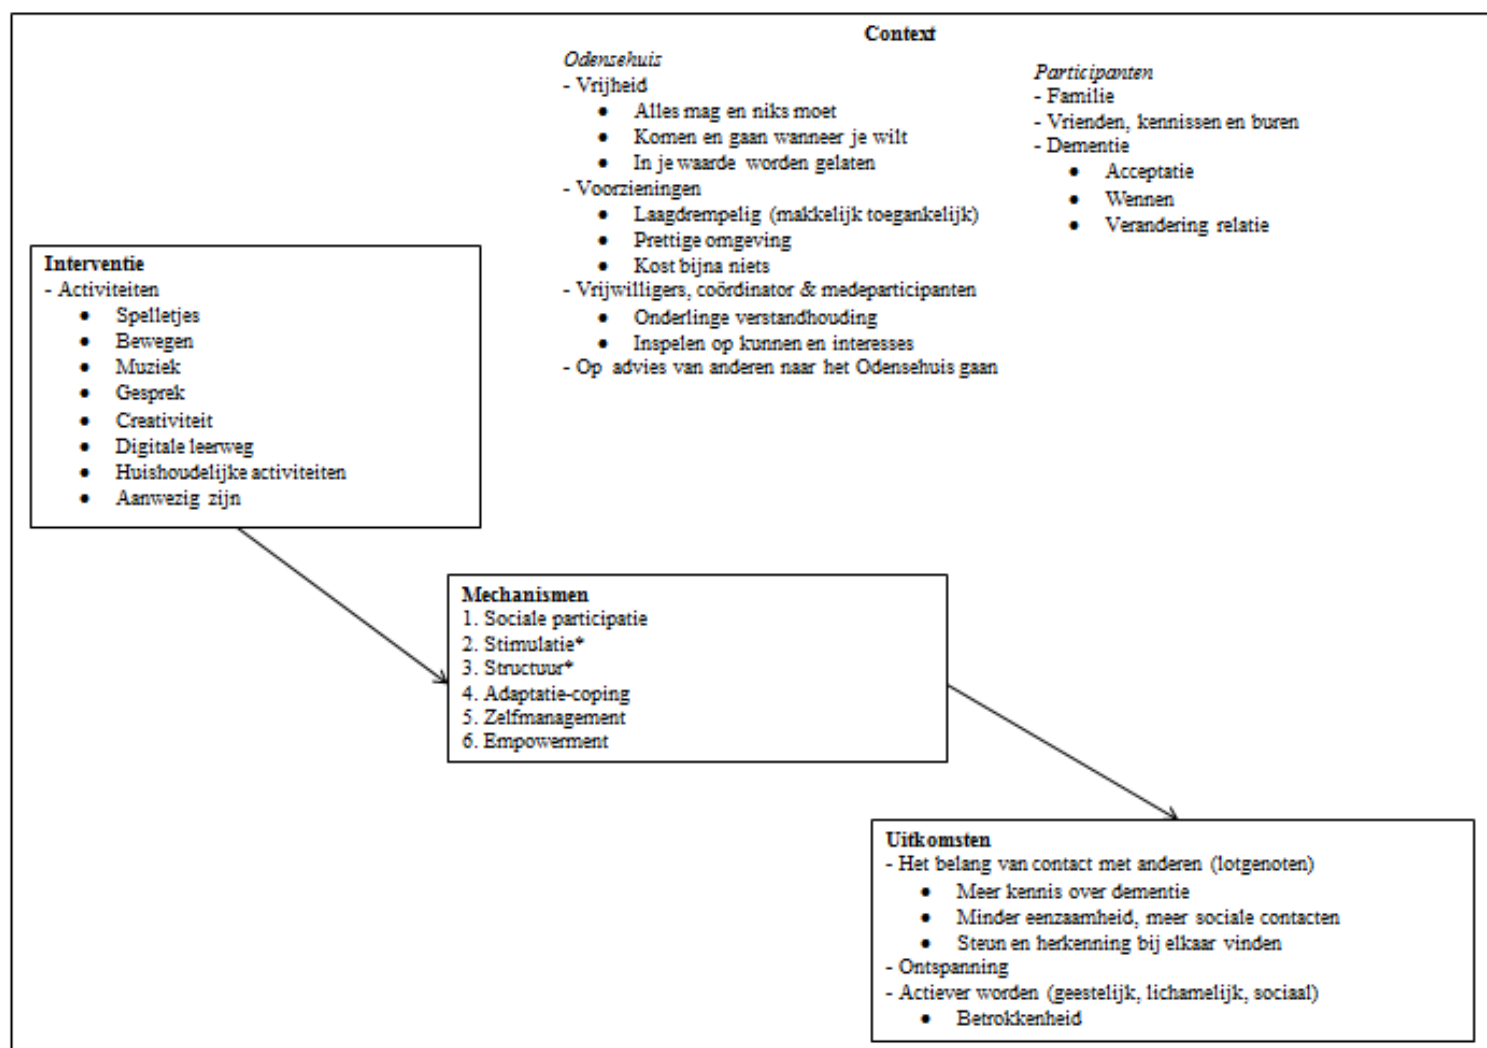 Context
Odensehuis
- Vrijheid
● Alles mag en niks moet
● Komen en gaan wanneer je wilt
● In je waarde worden gelaten
- Voorzieningen
● Laagdrempelig (makkelijk toegankelijk)
● Prettige omgeving
● Kost bijna niets
- Vrijwilligers, coördinator & medeparticipanten
● Onderlinge verstandhouding
● Inspelen op kunnen en interesses
- Op advies van anderen naar het Odensehuis gaan
Participanten
- Familie
- Vrienden, kennissen en buren
- Dementie
● Acceptatie
● Wennen
● Verandering relatie
Interventie
- Activiteiten
● Spelletjes
● Bewegen
● Muziek
● Gesprek
● Creativiteit
● Digitale leerweg
● Huishoudelijke activiteiten
● Aanwezig zijn
Mechanismen
1. Sociale participatie
2. Stimulatie*
3. Structuur*
4. Adaptatie-coping
5. Zelfmanagement
6. Empowerment
Uitkomsten
- Het belang van contact met anderen (lotgenoten)
● Meer kennis over dementie
● Minder eenzaamheid, meer sociale contacten
● Steun en herkenning bij elkaar vinden
- Ontspanning
- Actiever worden (geestelijk, lichamelijk, sociaal)
● Betrokkenheid